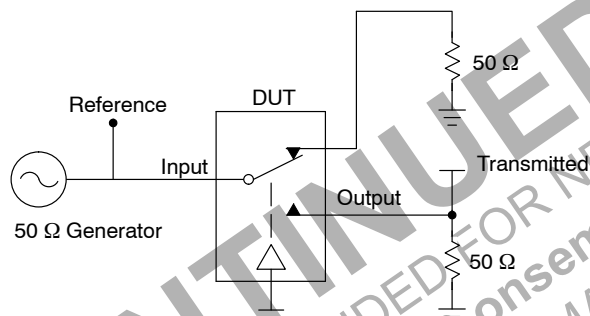 50 Ω
Reference
DUT
Input
Transmitted
Output
50 Ω Generator
50 Ω